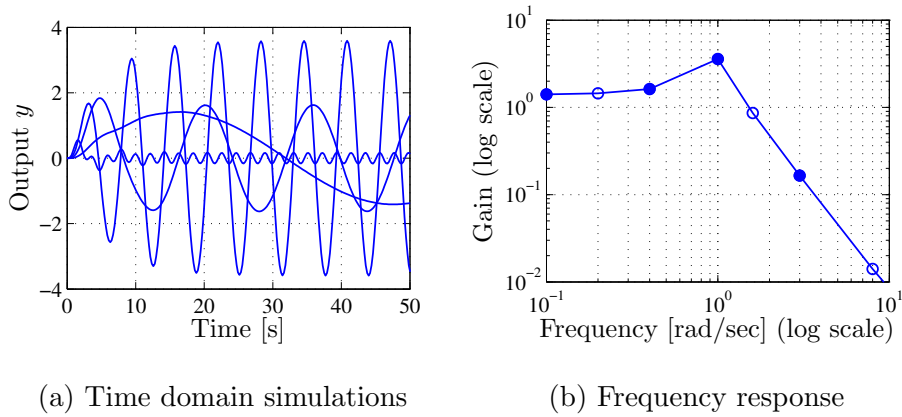 4
2
0
−2
−4
Output y
0 10 20 30 40 50
Time [s]
(a) Time domain simulations
10^1
10^0
10^-1
10^-2
Gain (log scale)
10^-1 10^0 10^1
Frequency [rad/sec] (log scale)
(b) Frequency response